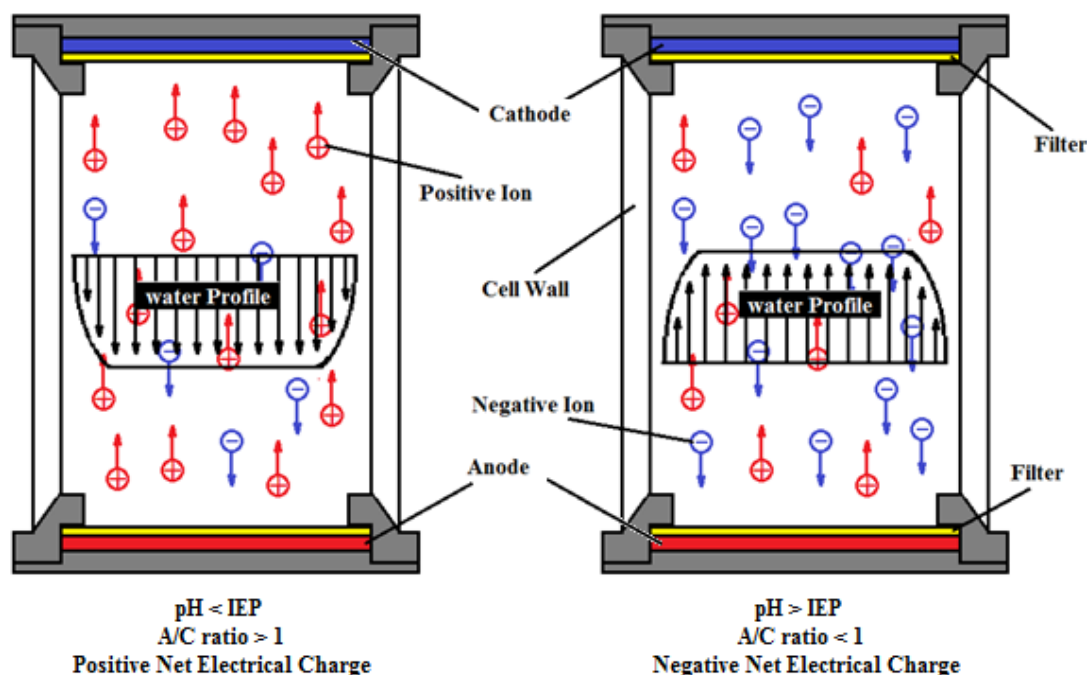 Cathode
Filter
Positive Ion
Cell Wall
water Profile
water Profile
Negative Ion
Anode
Filter
pH < IEP
A/C ratio > 1
Positive Net Electrical Charge
pH > IEP
A/C ratio < 1
Negative Net Electrical Charge